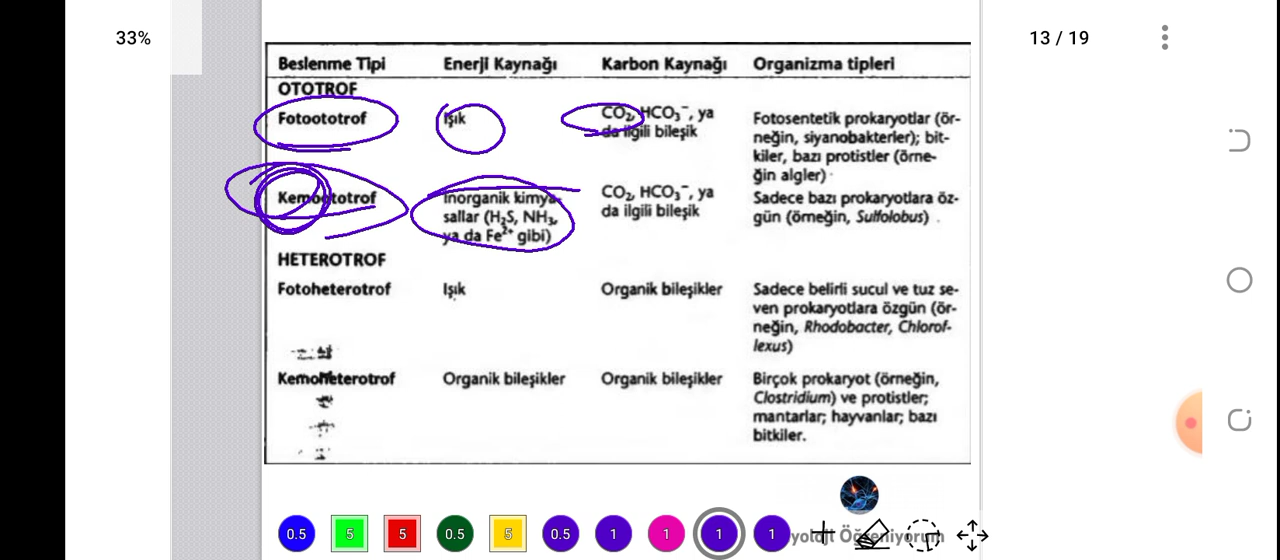 33%
13 / 19
Beslenme Tipi Enerji Kaynağı Karbon Kaynağı Organizma tipleri
OTOTROF
Fotoototrof Işık CO₂, HCO₃⁻, ya Fotosentetik prokaryotlar (ör-
da ilgili bileşik neğin, siyanobakterler); bit-
kiler, bazı protistler (örne-
ğin algler)
Kemoototrof İnorganik kimya- CO₂, HCO₃⁻, ya Sadece bazı prokaryotlara öz-
sallar (H₂S, NH₃, da ilgili bileşik gün (örneğin, Sulfolobus) .
ya da Fe²⁺ gibi)
HETEROTROF
Fotoheterotrof Işık Organik bileşikler Sadece belirli sucul ve tuz se-
ven prokaryotlara özgün (ör-
neğin, Rhodobacter, Chlorof-
lexus)
Kemoheterotrof Organik bileşikler Organik bileşikler Birçok prokaryot (örneğin,
Clostridium) ve protistler;
mantarlar; hayvanlar; bazı
bitkiler.
0.5 5 5 0.5 5 0.5 1 1 1 1